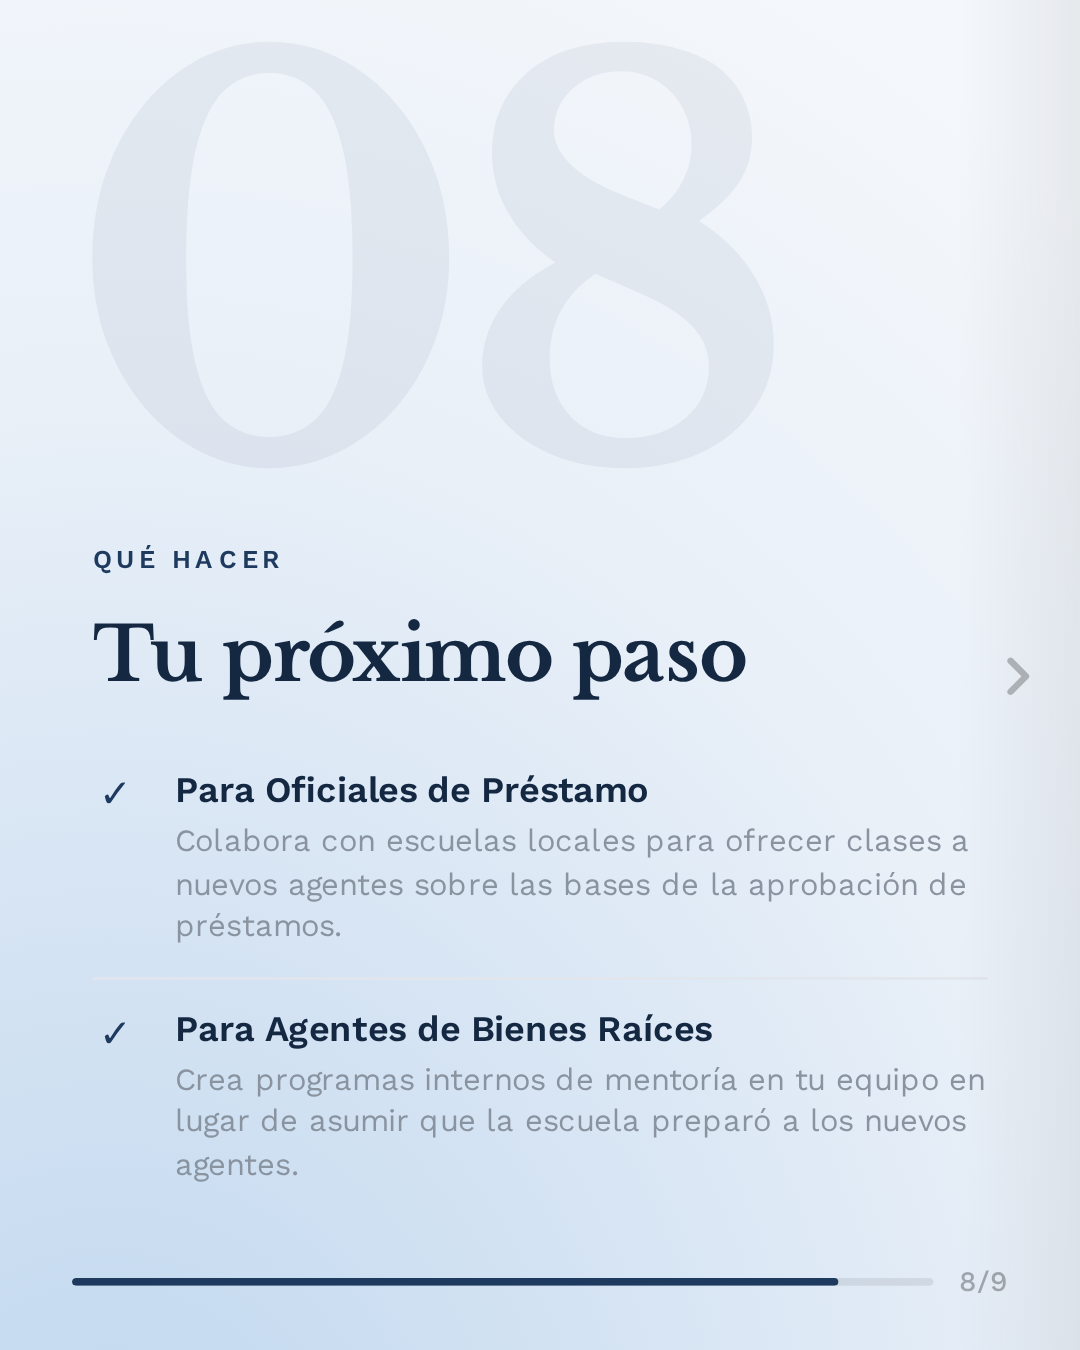 08
QUÉ HACER
Tu próximo paso
✓ Para Oficiales de Préstamo
Colabora con escuelas locales para ofrecer clases a
nuevos agentes sobre las bases de la aprobación de
préstamos.
✓ Para Agentes de Bienes Raíces
Crea programas internos de mentoría en tu equipo en
lugar de asumir que la escuela preparó a los nuevos
agentes.
8/9